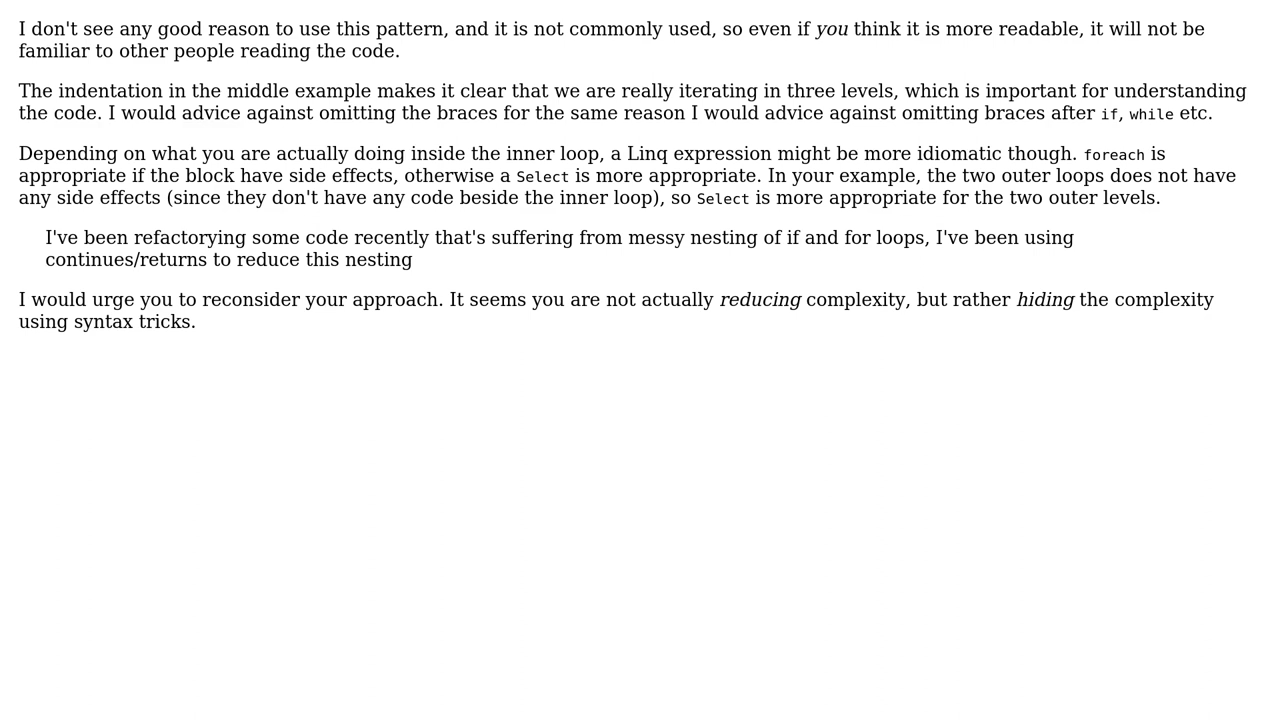 I don't see any good reason to use this pattern, and it is not commonly used, so even if you think it is more readable, it will not be
familiar to other people reading the code.
The indentation in the middle example makes it clear that we are really iterating in three levels, which is important for understanding
the code. I would advice against omitting the braces for the same reason I would advice against omitting braces after if, while etc.
Depending on what you are actually doing inside the inner loop, a Linq expression might be more idiomatic though. foreach is
appropriate if the block have side effects, otherwise a Select is more appropriate. In your example, the two outer loops does not have
any side effects (since they don't have any code beside the inner loop), so Select is more appropriate for the two outer levels.
I've been refactorying some code recently that's suffering from messy nesting of if and for loops, I've been using
continues/returns to reduce this nesting
I would urge you to reconsider your approach. It seems you are not actually reducing complexity, but rather hiding the complexity
using syntax tricks.